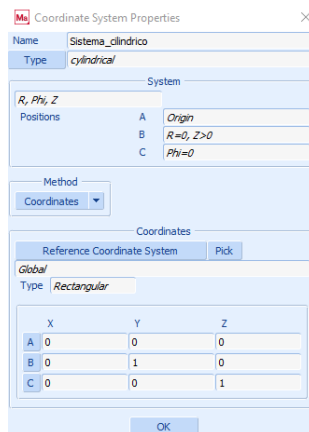 Ma Coordinate System Properties
Name Sistema_cilindrico
Type cylindrical
System
R, Phi, Z
Positions A Origin
B R=0, Z>0
C Phi=0
Method
Coordinates
Coordinates
Reference Coordinate System Pick
Global
Type Rectangular
X Y Z
A 0 0 0
B 0 1 0
C 0 0 1
OK